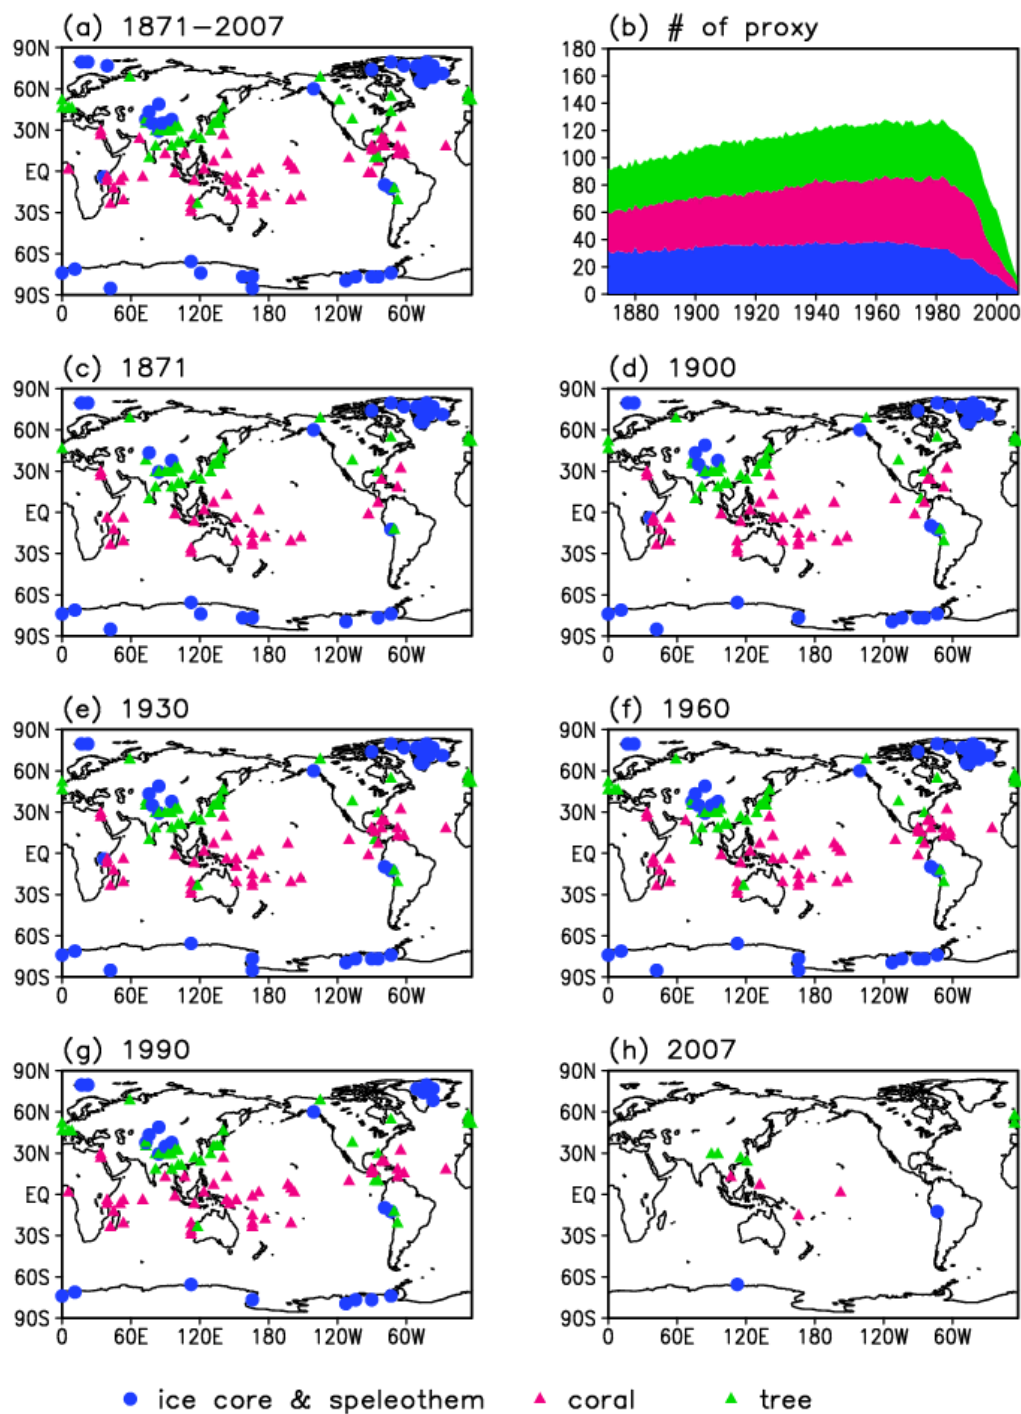 (a) 1871-2007
90N
60N
30N
EQ
30S
60S
90S
0 60E 120E 180 120W 60W
(b) # of proxy
180
160
140
120
100
80
60
40
20
0
1880 1900 1920 1940 1960 1980 2000
(c) 1871
90N
60N
30N
EQ
30S
60S
90S
0 60E 120E 180 120W 60W
(d) 1900
90N
60N
30N
EQ
30S
60S
90S
0 60E 120E 180 120W 60W
(e) 1930
90N
60N
30N
EQ
30S
60S
90S
0 60E 120E 180 120W 60W
(f) 1960
90N
60N
30N
EQ
30S
60S
90S
0 60E 120E 180 120W 60W
(g) 1990
90N
60N
30N
EQ
30S
60S
90S
0 60E 120E 180 120W 60W
(h) 2007
90N
60N
30N
EQ
30S
60S
90S
0 60E 120E 180 120W 60W
ice core & speleothem coral tree